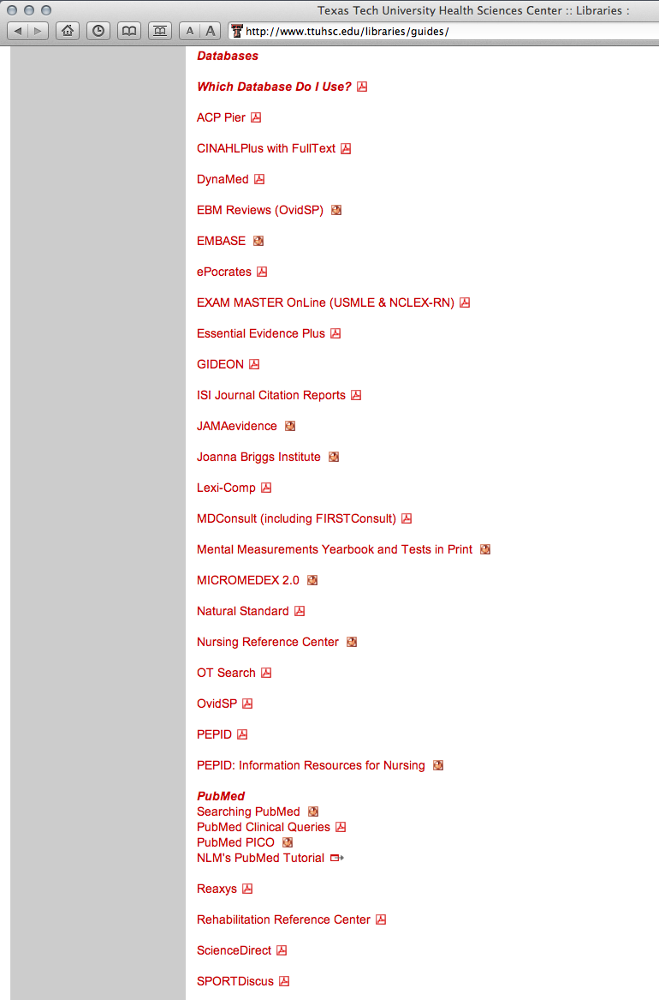 Texas Tech University Health Sciences Center :: Libraries :
A A T http://www.ttuhsc.edu/libraries/guides/
Databases
Which Database Do I Use?
ACP Pier
CINAHLPlus with FullText
DynaMed
EBM Reviews (OvidSP)
EMBASE
ePocrates
EXAM MASTER OnLine (USMLE & NCLEX-RN)
Essential Evidence Plus
GIDEON
ISI Journal Citation Reports
JAMAevidence
Joanna Briggs Institute
Lexi-Comp
MDConsult (including FIRSTConsult)
Mental Measurements Yearbook and Tests in Print
MICROMEDEX 2.0
Natural Standard
Nursing Reference Center
OT Search
OvidSP
PEPID
PEPID: Information Resources for Nursing
PubMed
Searching PubMed
PubMed Clinical Queries
PubMed PICO
NLM's PubMed Tutorial
Reaxys
Rehabilitation Reference Center
ScienceDirect
SPORTDiscus